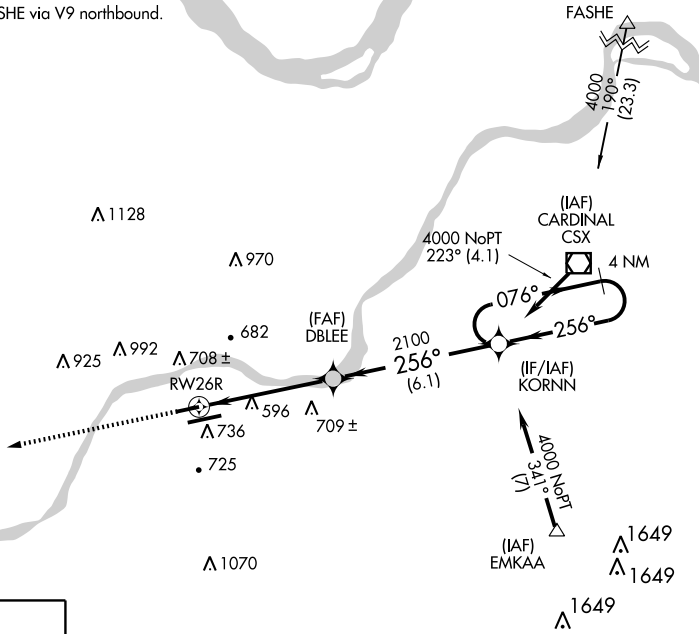 SHE via V9 northbound.
FASHE
4000
190°
(23.3)
(IAF)
CARDINAL
CSX
1128
4000 NoPT
223° (4.1)
4 NM
970
076°
(FAF)
DBLEE
682
256°
2100
256°
(6.1)
992
925
708 ±
(IF/IAF)
KORNN
RW26R
596
709 ±
736
725
4000 NoPT
341°
(7)
(IAF)
EMKAA
1070
1649
1649
1649